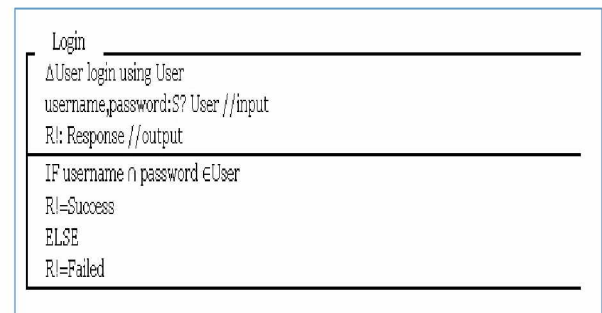 Login
ΔUser login using User
username,password:S? User //input
R!: Response //output
IF username ∩ password ∈User
R!=Success
ELSE
R!=Failed